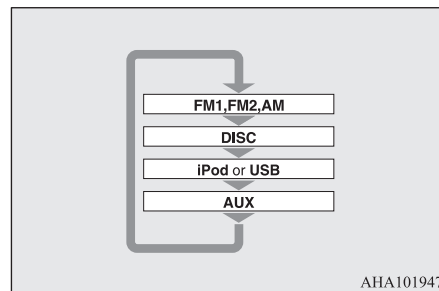 FM1,FM2,AM
DISC
iPod or USB
AUX
AHA101947